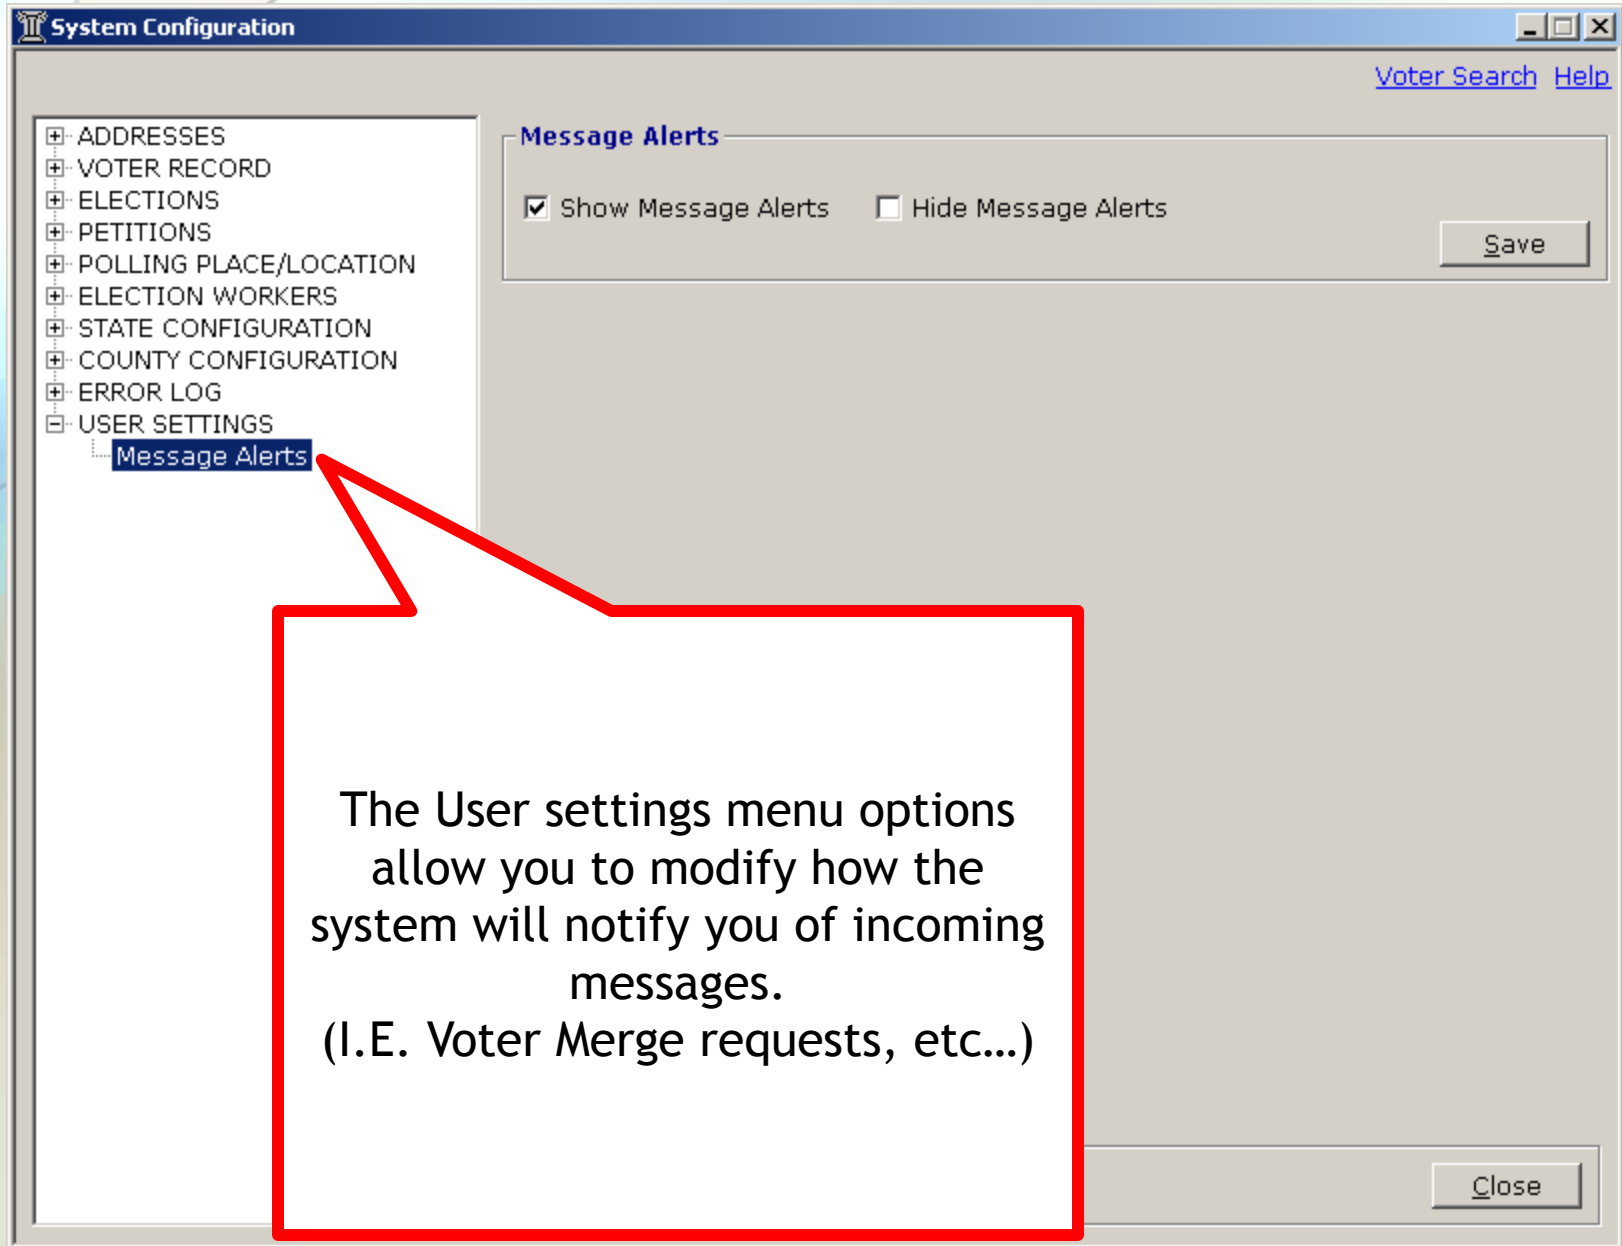 System Configuration
Voter Search Help
ADDRESSES
VOTER RECORD
ELECTIONS
PETITIONS
POLLING PLACE/LOCATION
ELECTION WORKERS
STATE CONFIGURATION
COUNTY CONFIGURATION
ERROR LOG
USER SETTINGS
Message Alerts
Message Alerts
Show Message Alerts Hide Message Alerts
Save
The User settings menu options
allow you to modify how the
system will notify you of incoming
messages.
(I.E. Voter Merge requests, etc…)
Close